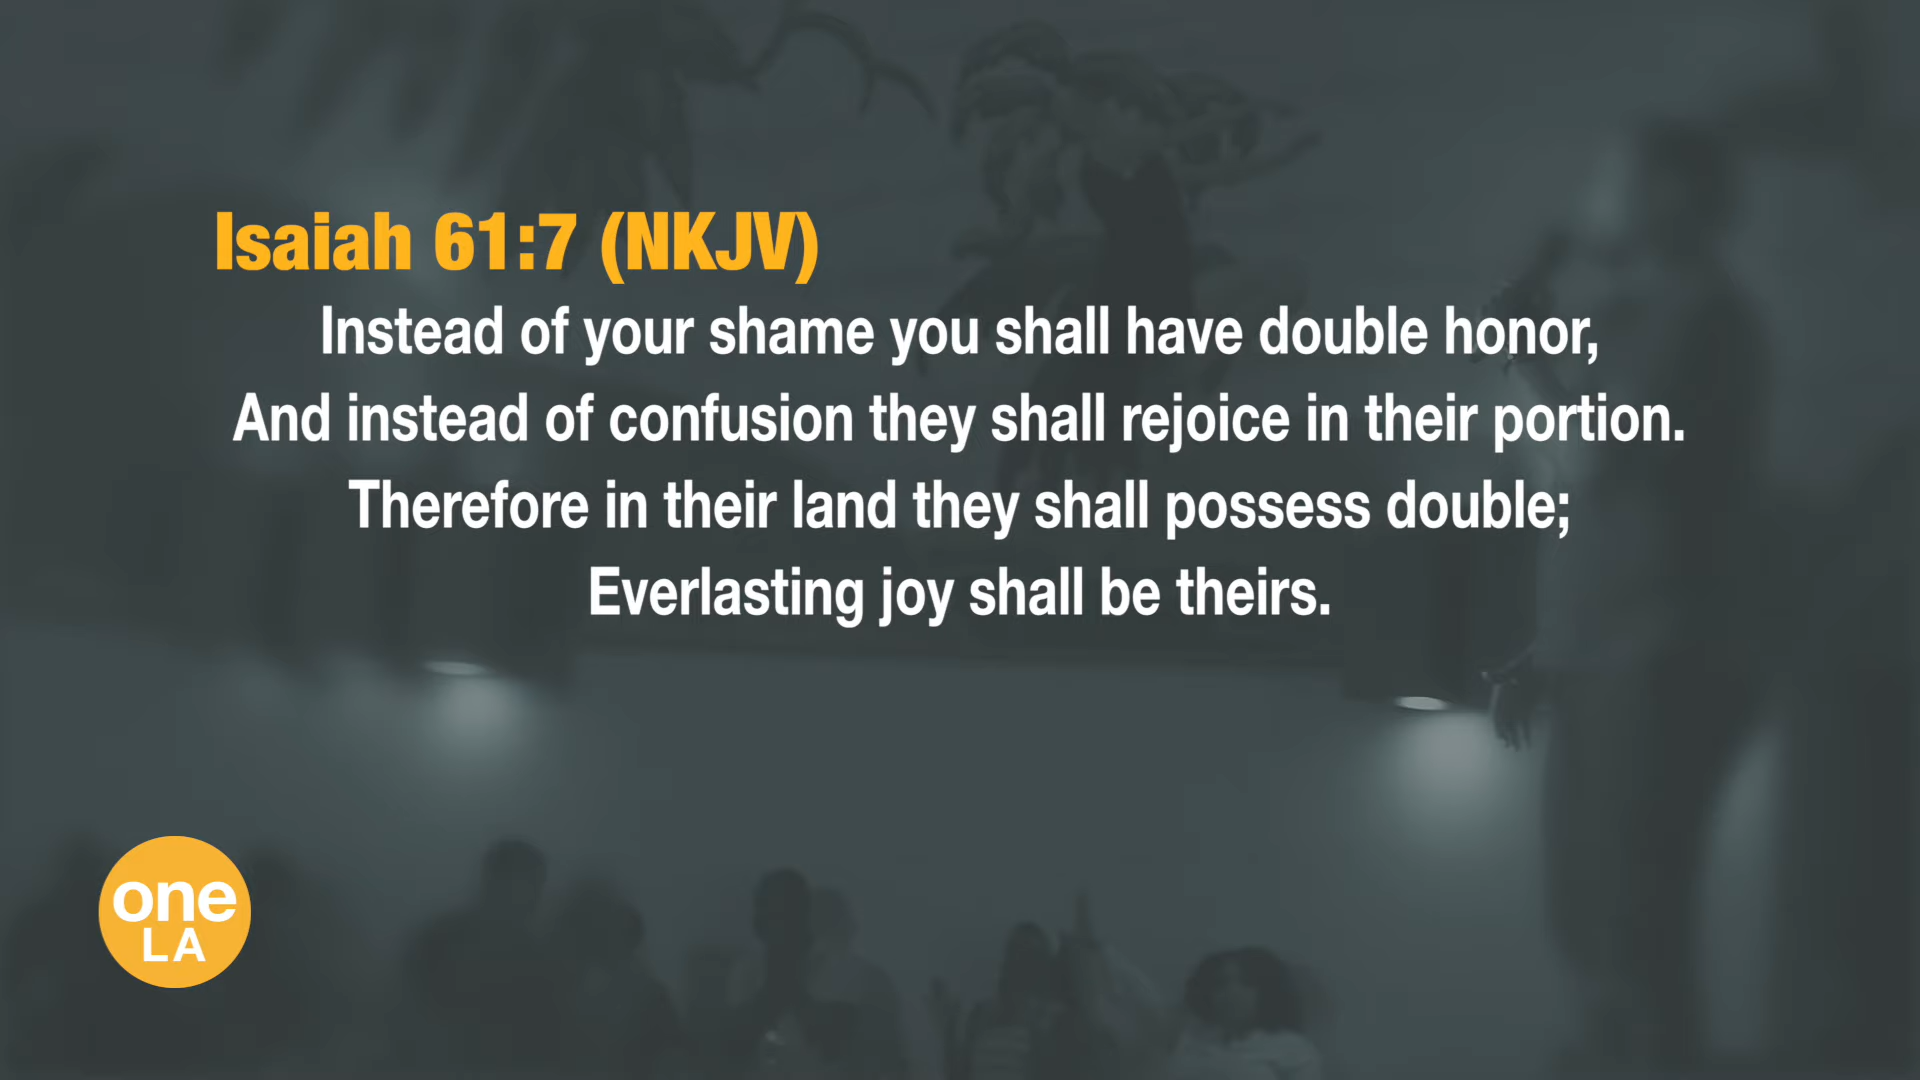 Isaiah 61:7 (NKJV)
Instead of your shame you shall have double honor,
And instead of confusion they shall rejoice in their portion.
Therefore in their land they shall possess double;
Everlasting joy shall be theirs.
one
LA